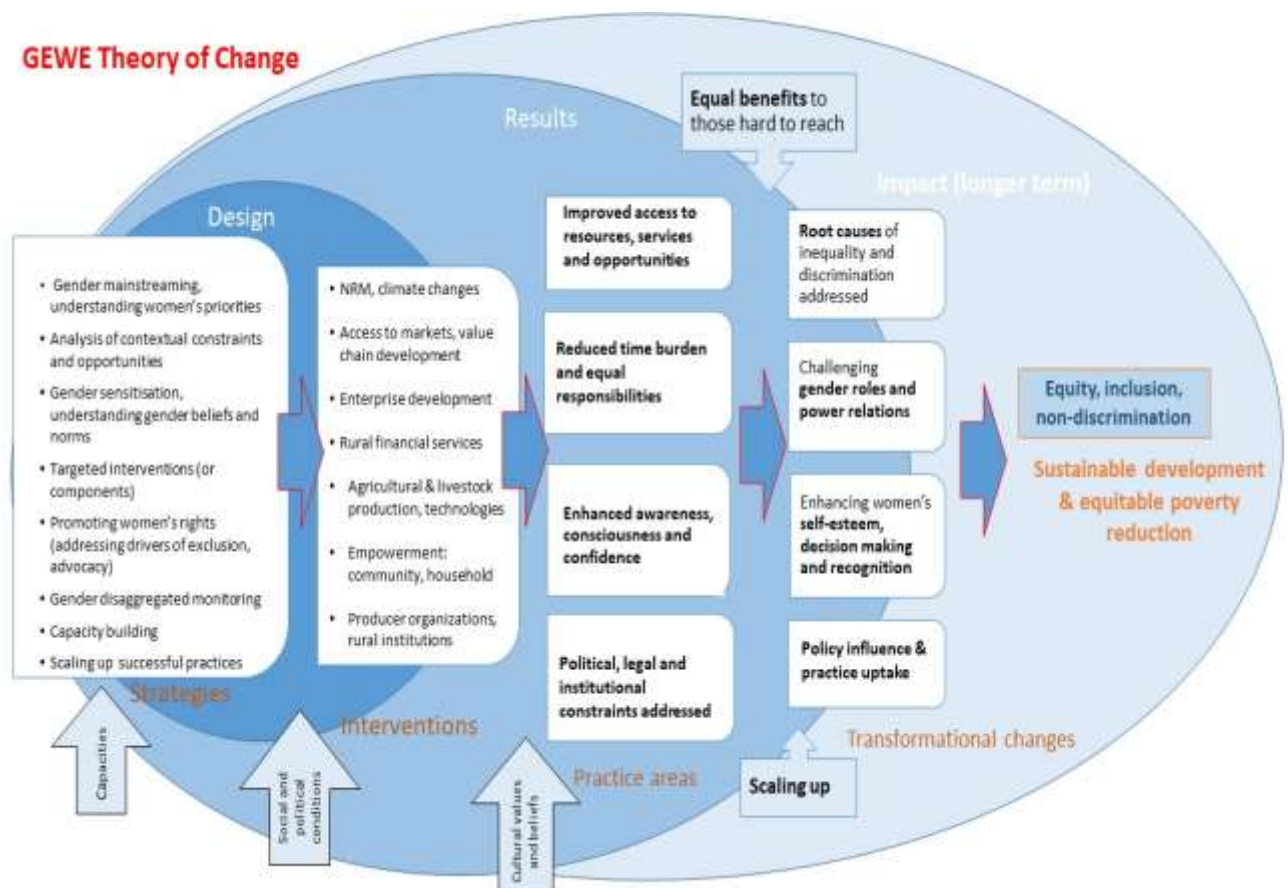 GEWE Theory of Change
Equal benefits to
those hard to reach
Results
Impact (longer term)
Design
• Gender mainstreaming,
understanding women's priorities
• Analysis of contextual constraints
and opportunities
• Gender sensitisation,
understanding gender beliefs and
norms
• Targeted interventions (or
components)
• Promoting women's rights
(addressing drivers of exclusion,
advocacy)
• Gender disaggregated monitoring
• Capacity building
• Scaling up successful practices
Strategies
• NRM, climate changes
• Access to markets, value
chain development
• Enterprise development
• Rural financial services
• Agricultural & livestock
production, technologies
• Empowerment:
community, household
• Producer organizations,
rural institutions
Interventions
Improved access to
resources, services
and opportunities
Reduced time burden
and equal
responsibilities
Enhanced awareness,
consciousness and
confidence
Political, legal and
institutional
constraints addressed
Practice areas
Root causes of
inequality and
discrimination
addressed
Challenging
gender roles and
power relations
Enhancing women's
self-esteem,
decision making
and recognition
Policy influence &
practice uptake
Transformational changes
Equity, inclusion,
non-discrimination
Sustainable development
& equitable poverty
reduction
Capacities
Social and
political
conditions
Cultural values
and beliefs
Scaling up